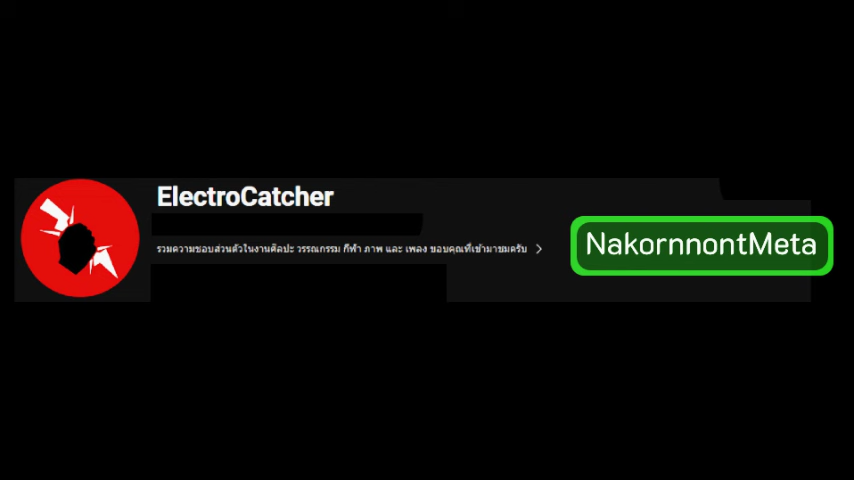 ElectroCatcher
รวมความชอบส่วนตัวในงานศิลปะ วรรณกรรม กีฬา ภาพ และ เพลง ขอบคุณที่เข้ามาชมครับ
NakornnontMeta